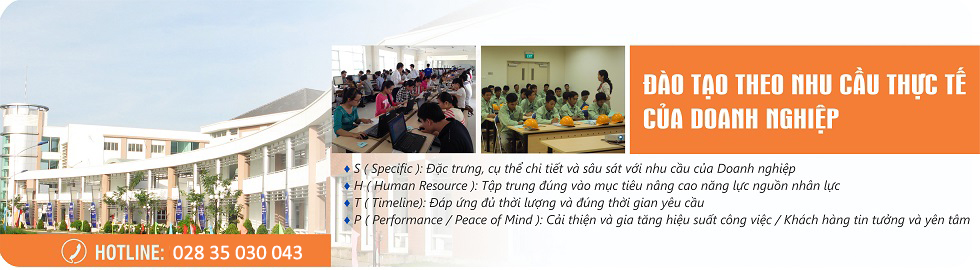 ĐÀO TẠO THEO NHU CẦU THỰC TẾ
CỦA DOANH NGHIỆP
S ( Specific ): Đặc trưng, cụ thể chi tiết và sâu sát với nhu cầu của Doanh nghiệp
H ( Human Resource ): Tập trung đúng vào mục tiêu nâng cao năng lực nguồn nhân lực
T ( Timeline): Đáp ứng đủ thời lượng và đúng thời gian yêu cầu
P ( Performance / Peace of Mind ): Cải thiện và gia tăng hiệu suất công việc / Khách hàng tin tưởng và yên tâm
HOTLINE: 028 35 030 043